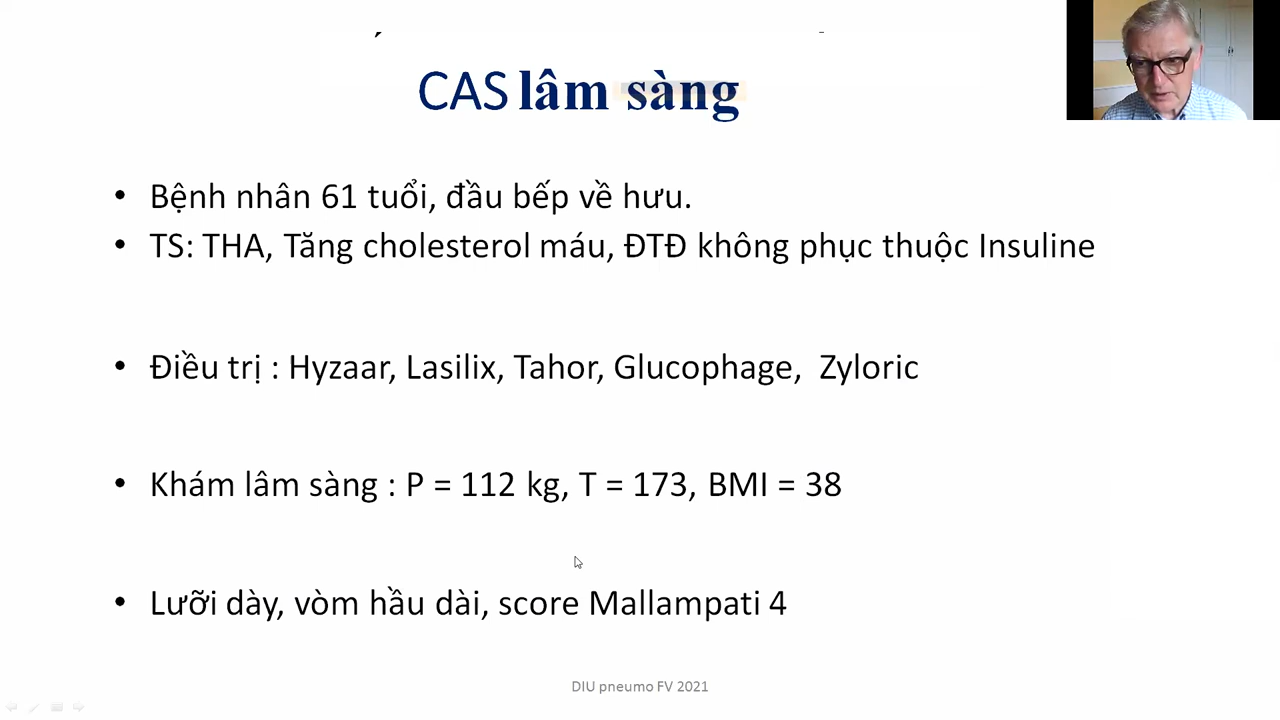 CAS lâm sàng
• Bệnh nhân 61 tuổi, đầu bếp về hưu.
• TS: THA, Tăng cholesterol máu, ĐTĐ không phục thuộc Insuline
• Điều trị : Hyzaar, Lasilix, Tahor, Glucophage, Zyloric
• Khám lâm sàng : P = 112 kg, T = 173, BMI = 38
• Lưỡi dày, vòm hầu dài, score Mallampati 4
DIU pneumo FV 2021